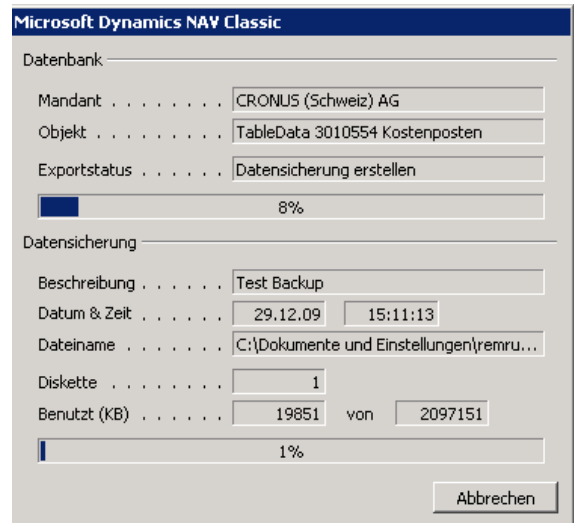 Microsoft Dynamics NAV Classic
Datenbank
Mandant . . . . . . . . CRONUS (Schweiz) AG
Objekt . . . . . . . . . TableData 3010554 Kostenposten
Exportstatus . . . . . . Datensicherung erstellen
8%
Datensicherung
Beschreibung . . . . . . Test Backup
Datum & Zeit . . . . . . 29.12.09 15:11:13
Dateiname . . . . . . . C:\Dokumente und Einstellungen\remru...
Diskette . . . . . . . . 1
Benutzt (KB) . . . . . . 19851 von 2097151
1%
Abbrechen